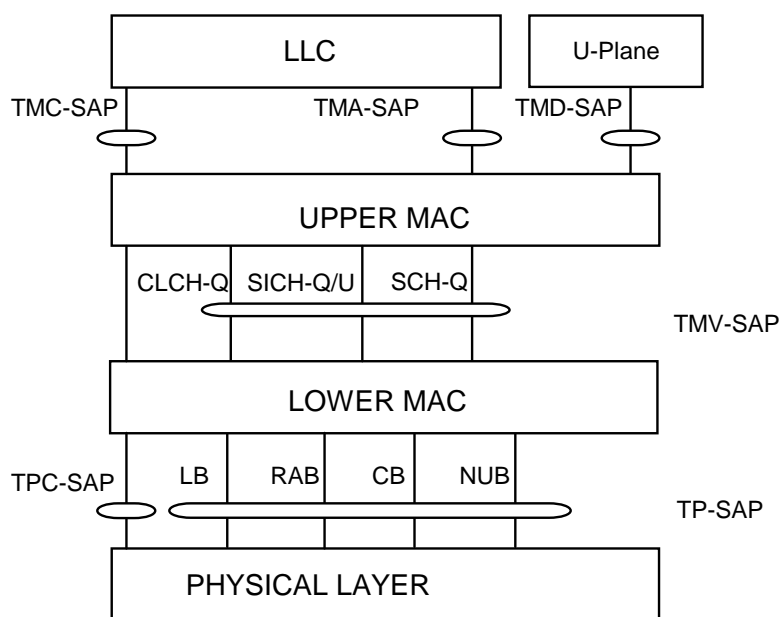 LLC
U-Plane
TMC-SAP
TMA-SAP
TMD-SAP
UPPER MAC
CLCH-Q
SICH-Q/U
SCH-Q
TMV-SAP
LOWER MAC
TPC-SAP
LB
RAB
CB
NUB
TP-SAP
PHYSICAL LAYER